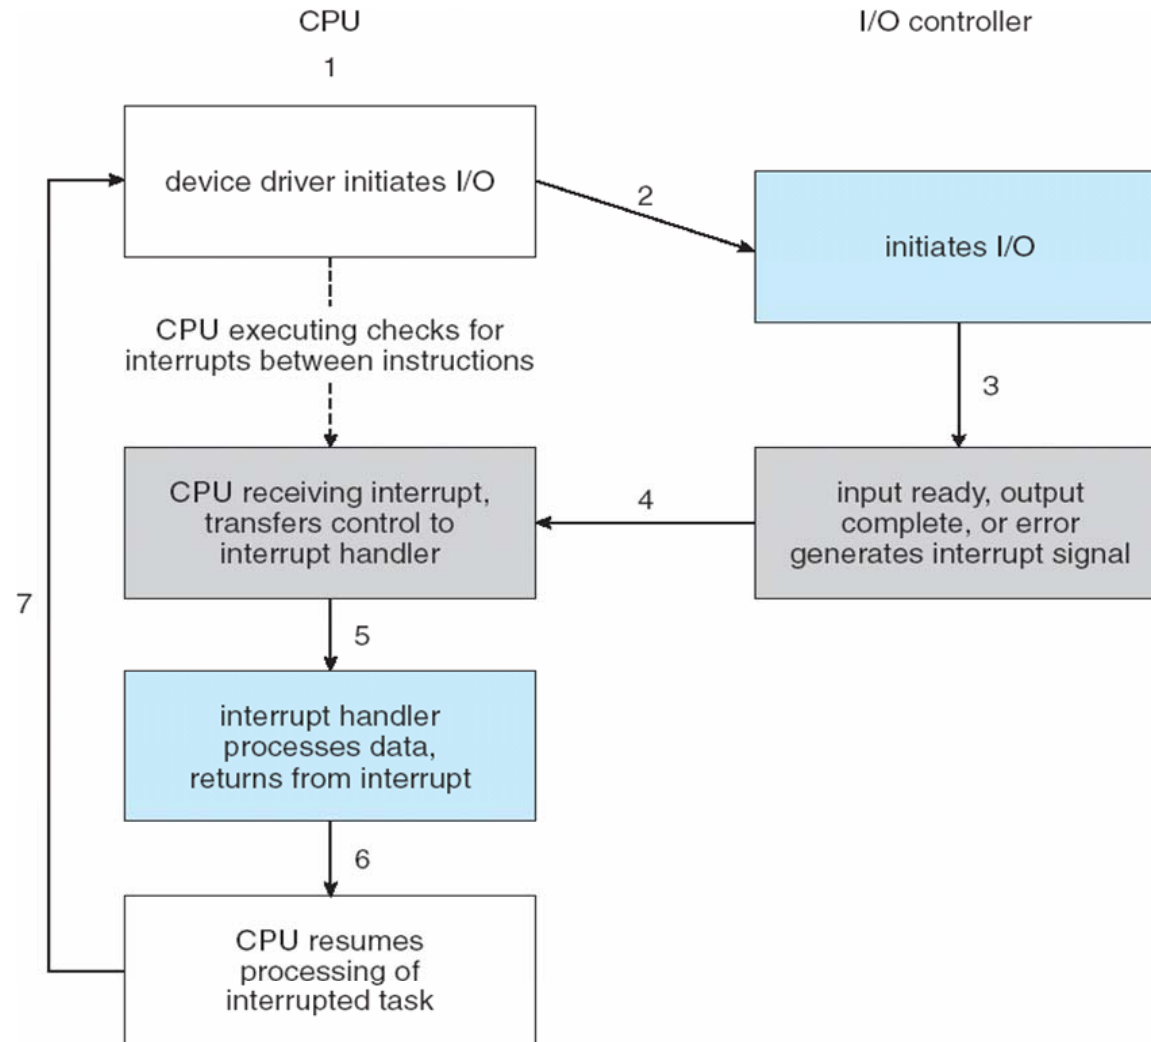 CPU
I/O controller
1
device driver initiates I/O
2
initiates I/O
CPU executing checks for
interrupts between instructions
3
CPU receiving interrupt,
transfers control to
interrupt handler
4
input ready, output
complete, or error
generates interrupt signal
7
5
interrupt handler
processes data,
returns from interrupt
6
CPU resumes
processing of
interrupted task